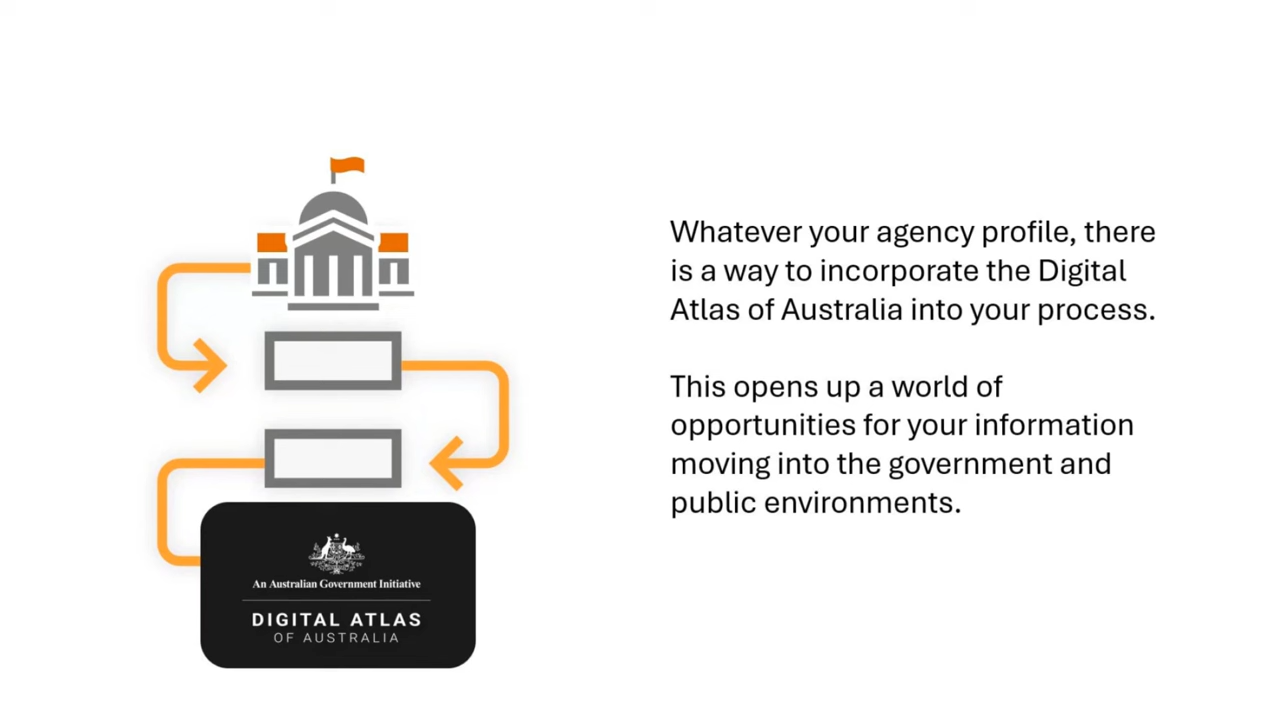 Whatever your agency profile, there
is a way to incorporate the Digital
Atlas of Australia into your process.
This opens up a world of
opportunities for your information
moving into the government and
public environments.
An Australian Government Initiative
DIGITAL ATLAS
OF AUSTRALIA